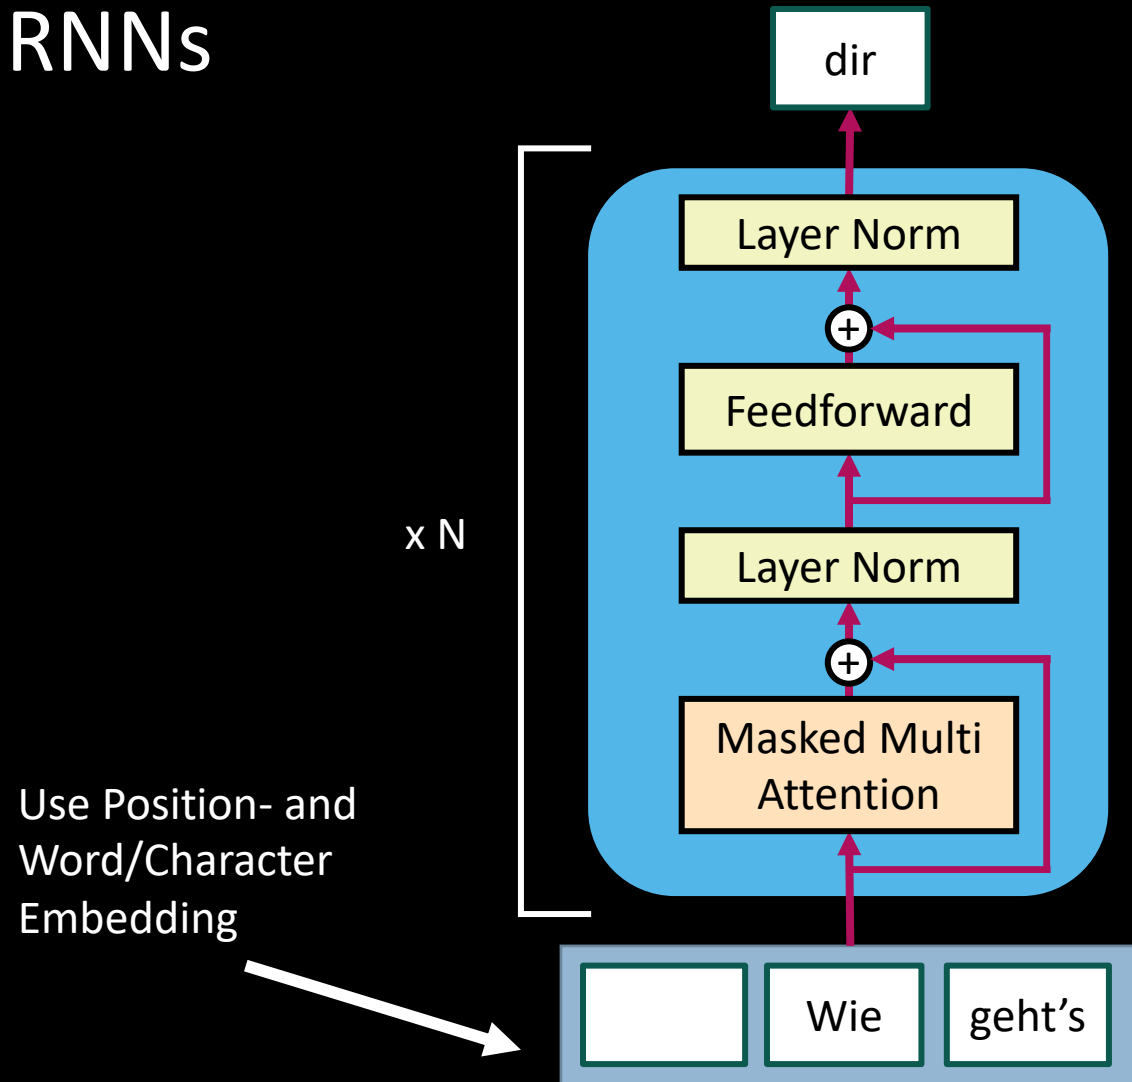 RNNs
dir
Layer Norm
+
Feedforward
x N
Layer Norm
+
Masked Multi
Attention
Use Position- and
Word/Character
Embedding
Wie
geht’s